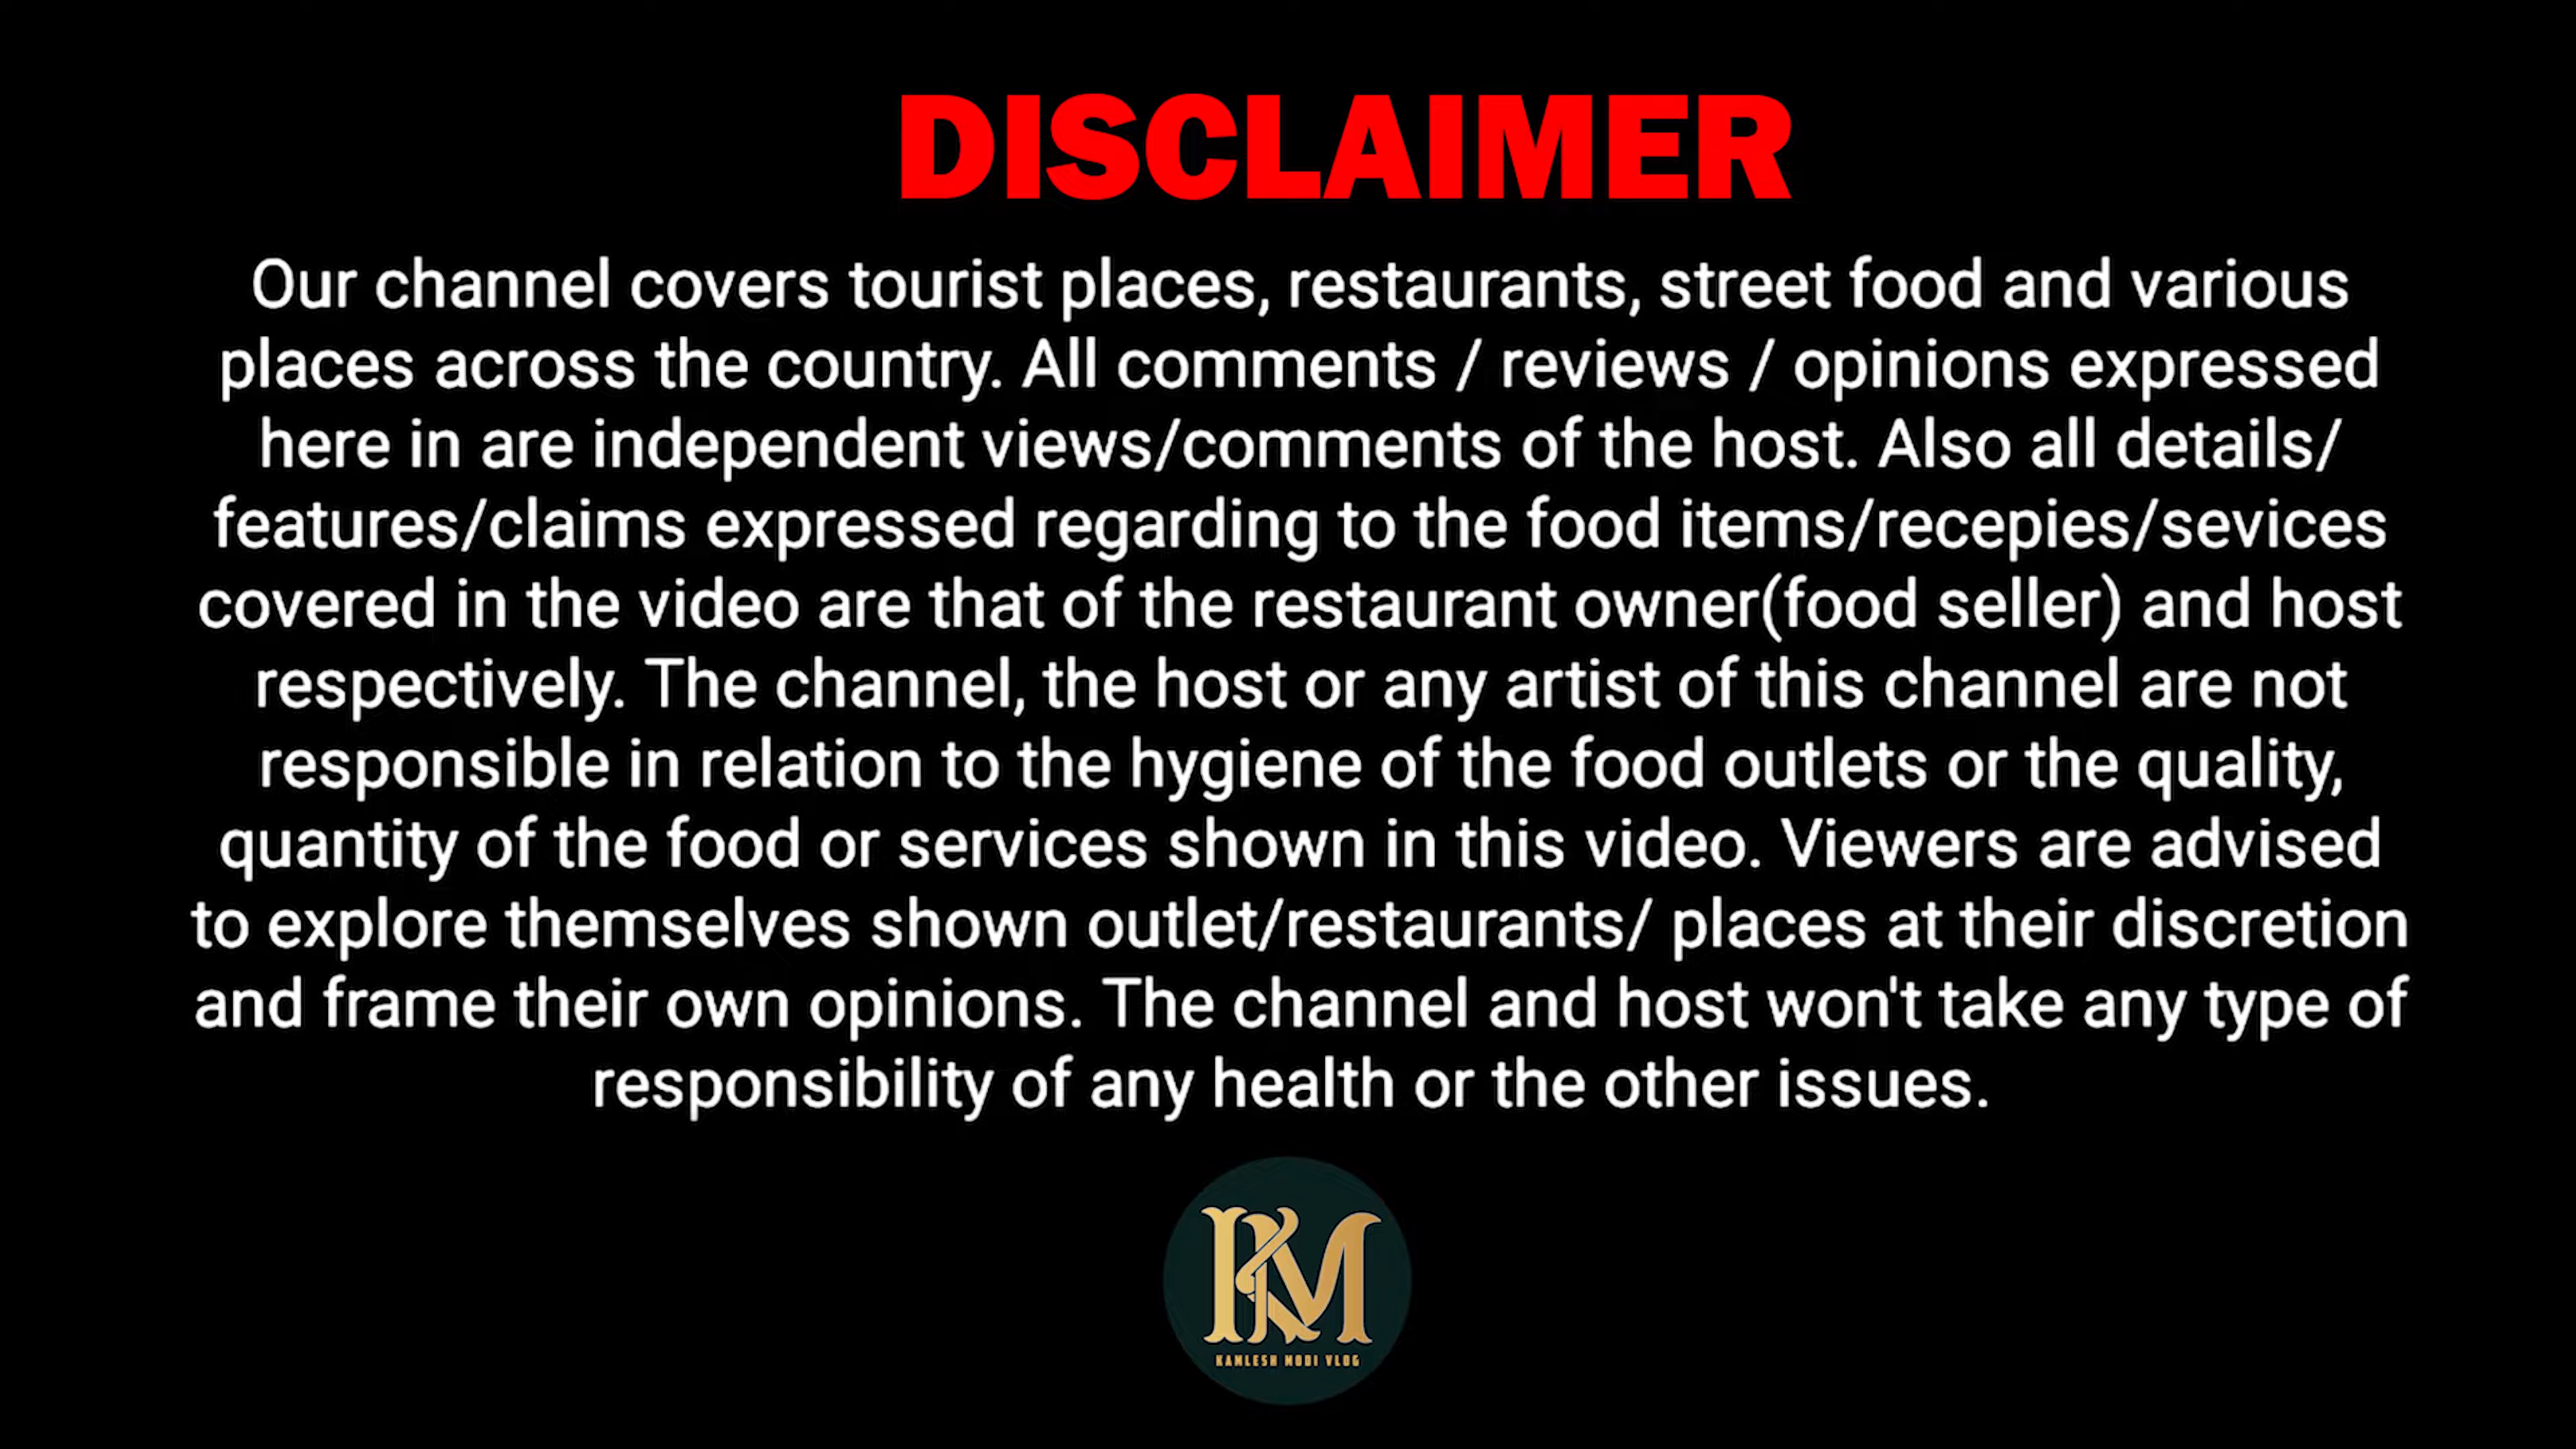 DISCLAIMER
Our channel covers tourist places, restaurants, street food and various
places across the country. All comments / reviews / opinions expressed
here in are independent views/comments of the host. Also all details/
features/claims expressed regarding to the food items/recepies/sevices
covered in the video are that of the restaurant owner(food seller) and host
respectively. The channel, the host or any artist of this channel are not
responsible in relation to the hygiene of the food outlets or the quality,
quantity of the food or services shown in this video. Viewers are advised
to explore themselves shown outlet/restaurants/ places at their discretion
and frame their own opinions. The channel and host won't take any type of
responsibility of any health or the other issues.
KM
KAMLESH MODI VLOG